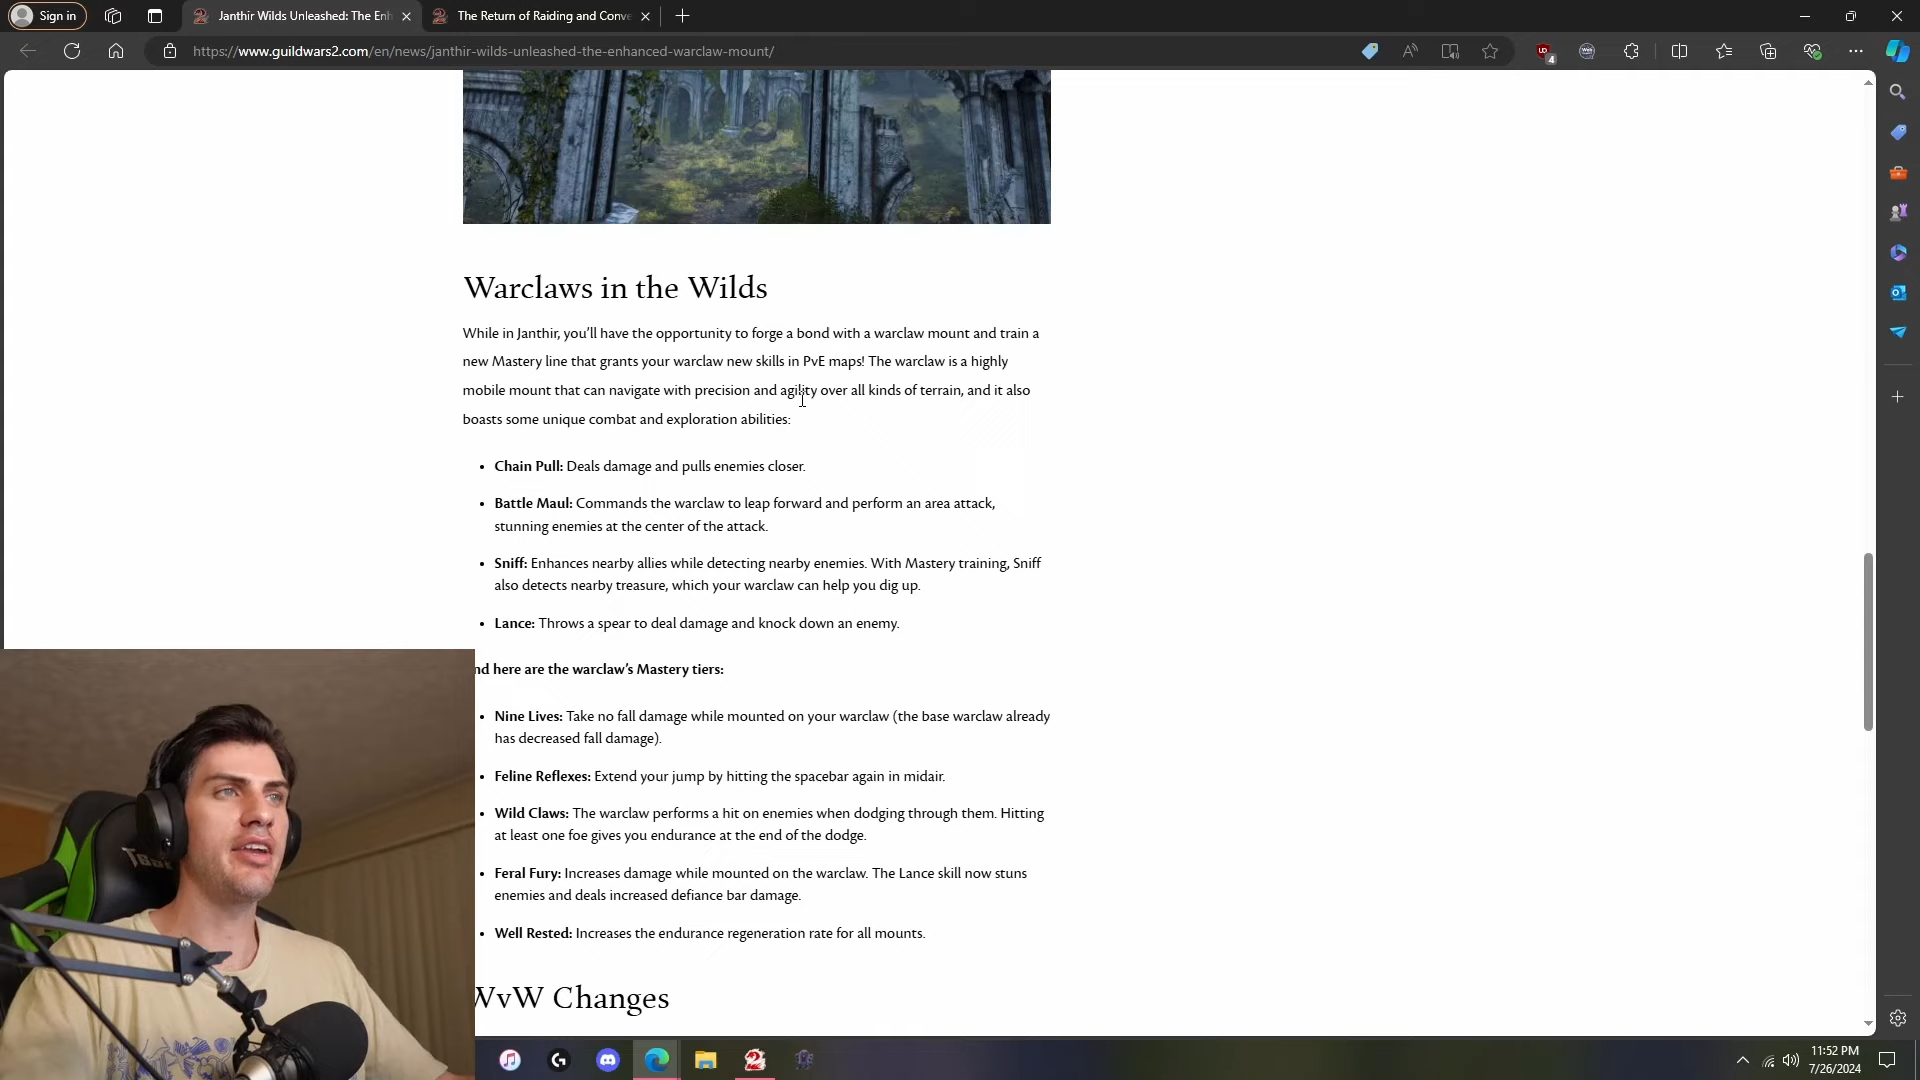 Sign in
Janthir Wilds Unleashed: The Enh
The Return of Raiding and Conve
https://www.guildwars2.com/en/news/janthir-wilds-unleashed-the-enhanced-warclaw-mount/
4
Warclaws in the Wilds
While in Janthir, you’ll have the opportunity to forge a bond with a warclaw mount and train a
new Mastery line that grants your warclaw new skills in PvE maps! The warclaw is a highly
mobile mount that can navigate with precision and agility over all kinds of terrain, and it also
boasts some unique combat and exploration abilities:
• Chain Pull: Deals damage and pulls enemies closer.
• Battle Maul: Commands the warclaw to leap forward and perform an area attack,
stunning enemies at the center of the attack.
• Sniff: Enhances nearby allies while detecting nearby enemies. With Mastery training, Sniff
also detects nearby treasure, which your warclaw can help you dig up.
• Lance: Throws a spear to deal damage and knock down an enemy.
nd here are the warclaw’s Mastery tiers:
• Nine Lives: Take no fall damage while mounted on your warclaw (the base warclaw already
has decreased fall damage).
• Feline Reflexes: Extend your jump by hitting the spacebar again in midair.
• Wild Claws: The warclaw performs a hit on enemies when dodging through them. Hitting
at least one foe gives you endurance at the end of the dodge.
• Feral Fury: Increases damage while mounted on the warclaw. The Lance skill now stuns
enemies and deals increased defiance bar damage.
• Well Rested: Increases the endurance regeneration rate for all mounts.
WvW Changes
11:52 PM
7/26/2024